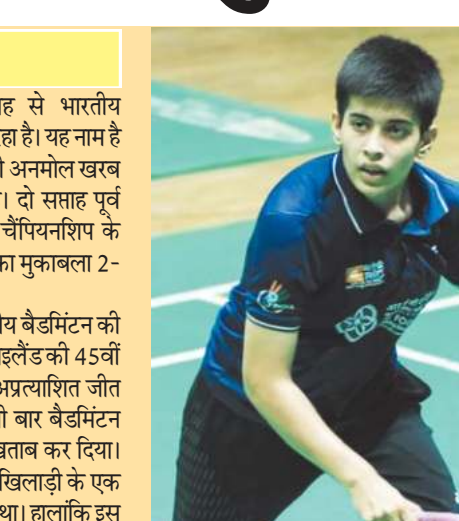 ह से भारतीय
हा है। यह नाम है
अनमोल खरब
। दो सप्ताह पूर्व
चैंपियनशिप के
का मुकाबला 2-
य बैडमिंटन की
इलैंड की 45वीं
अप्रत्याशित जीत
बार बैडमिंटन
ताब कर दिया।
खिलाड़ी के एक
था। हालांकि इस